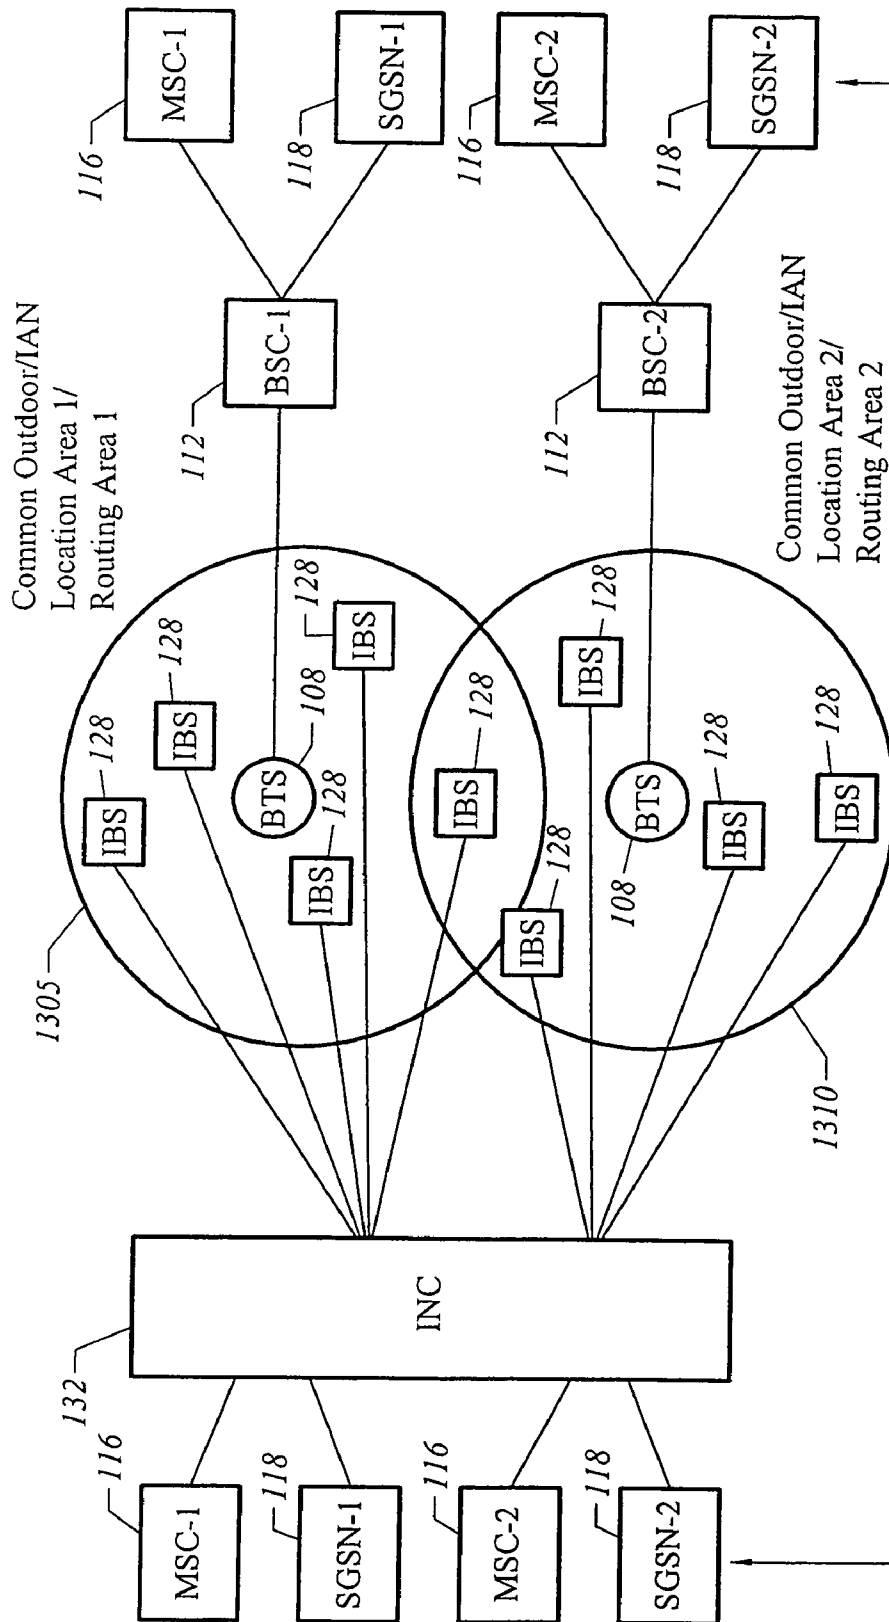 Common Outdoor/IAN
Location Area 1/
Routing Area 1
116
MSC-1
118
SGSN-1
132
INC
116
MSC-2
118
SGSN-2
1305
128
IBS
128
IBS
BTS
108
128
IBS
128
IBS
128
IBS
128
IBS
128
IBS
108
BTS
128
IBS
128
IBS
1310
112
BSC-1
116
MSC-1
118
SGSN-1
112
BSC-2
116
MSC-2
118
SGSN-2
Common Outdoor/IAN
Location Area 2/
Routing Area 2